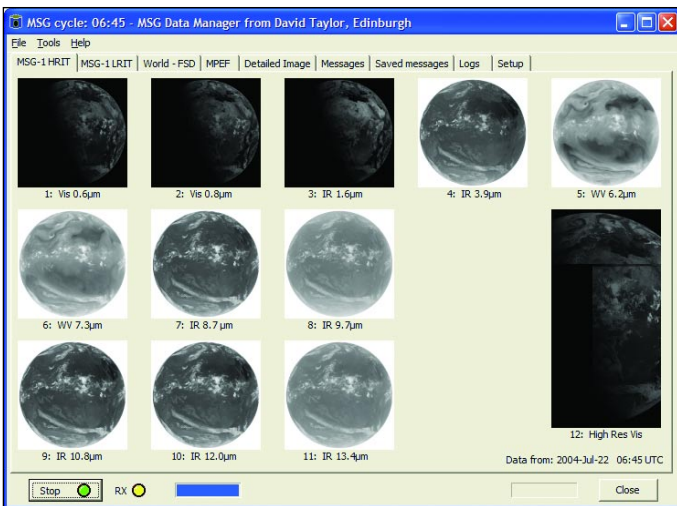 MSG cycle: 06:45 - MSG Data Manager from David Taylor, Edinburgh
File Tools Help
MSG-1 HRIT MSG-1 LRIT World - FSD MPEF Detailed Image Messages Saved messages Logs Setup
1: Vis 0.6µm 2: Vis 0.8µm 3: IR 1.6µm 4: IR 3.9µm 5: WV 6.2µm
6: WV 7.3µm 7: IR 8.7 µm 8: IR 9.7µm
12: High Res Vis
9: IR 10.8µm 10: IR 12.0µm 11: IR 13.4µm
Data from: 2004-Jul-22 06:45 UTC
Stop RX Close